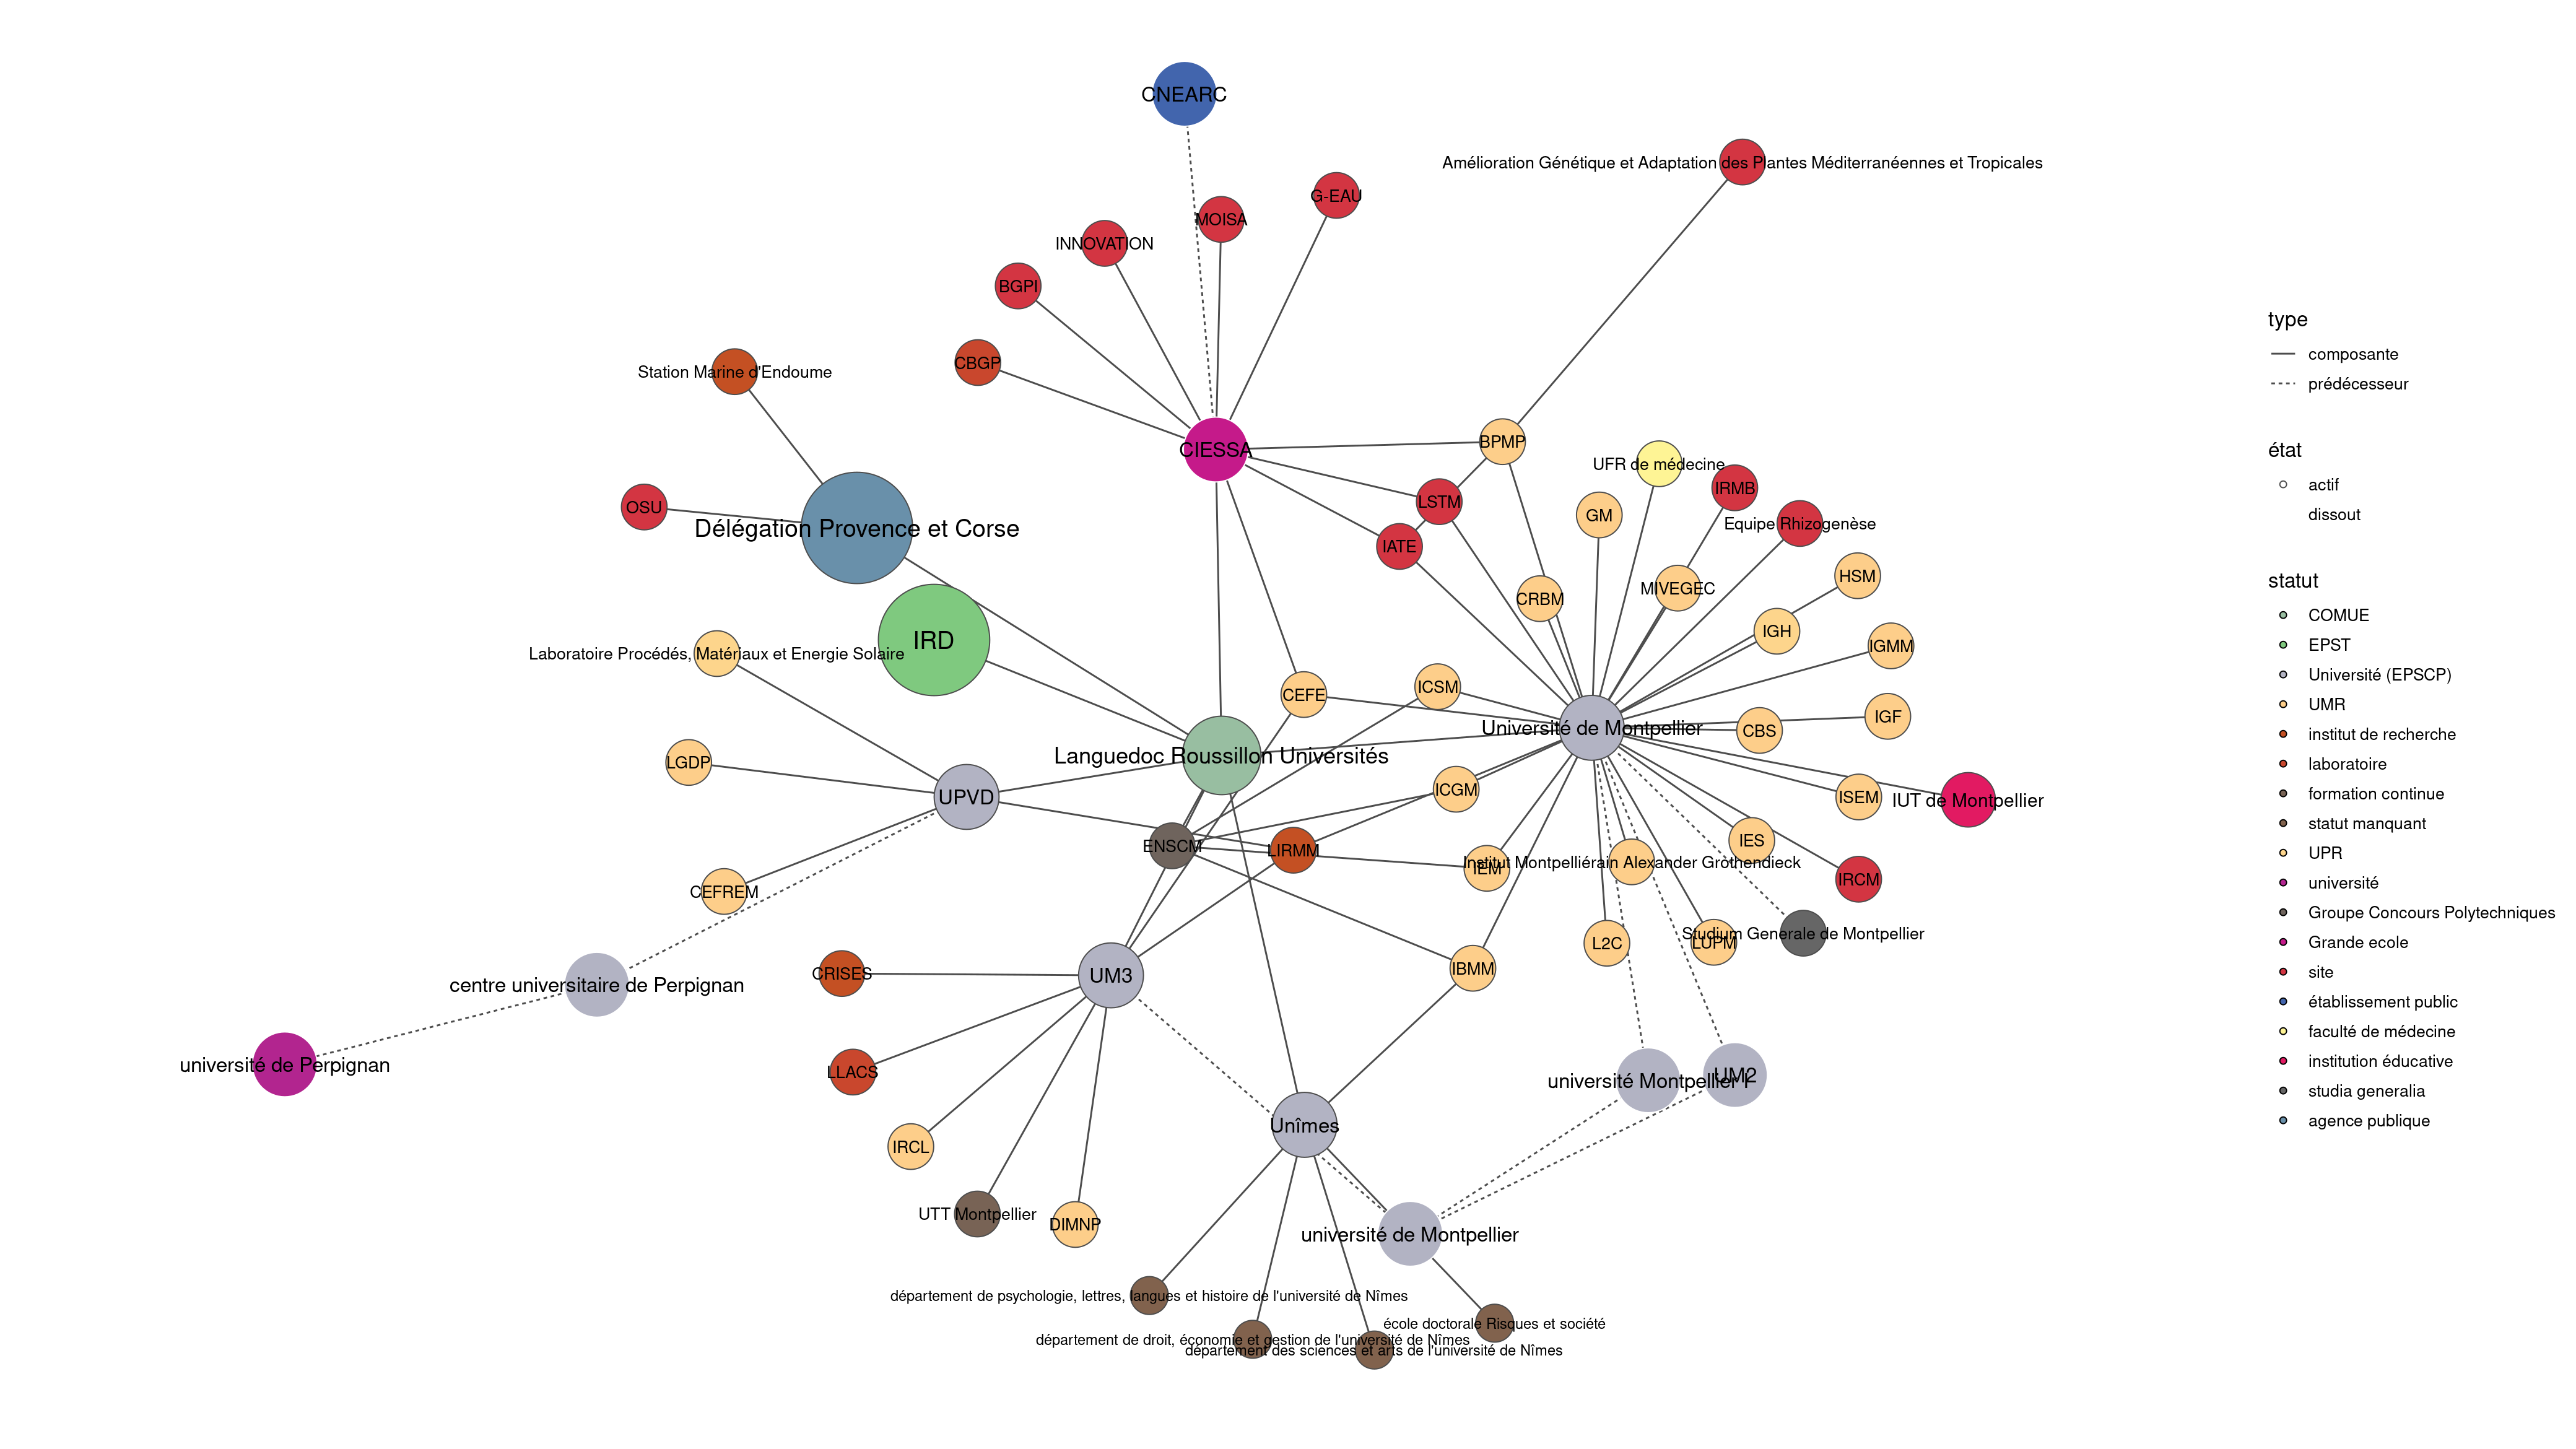 CNEARC
Amélioration Génétique et Adaptation des Plantes Méditerranéennes et Tropicales
G-EAU
MOISA
INNOVATION
BGPI
CBGP
Station Marine d'Endoume
CIESSA
BPMP
UFR de médecine
IRMB
LSTM
OSU
GM
Equipe Rhizogenèse
Délégation Provence et Corse
IATE
HSM
MIVEGEC
CRBM
IGH
IRD
IGMM
Laboratoire Procédés, Matériaux et Energie Solaire
ICSM
CEFE
IGF
Université de Montpellier
CBS
Languedoc Roussillon Universités
LGDP
ICGM
UPVD
ISEM
IUT de Montpellier
IES
ENSCM
LIRMM
Institut Montpelliérain Alexander Grothendieck
IEM
IRCM
CEFREM
Studium Generale de Montpellier
L2C
LUPM
IBMM
CRISES
UM3
centre universitaire de Perpignan
université de Perpignan
LLACS
UM2
université Montpellier I
Unîmes
IRCL
UTT Montpellier
DIMNP
université de Montpellier
département de psychologie, lettres, langues et histoire de l'université de Nîmes
école doctorale Risques et société
département de droit, économie et gestion de l'université de Nîmes
département des sciences et arts de l'université de Nîmes
type
composante
prédécesseur
état
actif
dissout
statut
COMUE
EPST
Université (EPSCP)
UMR
institut de recherche
laboratoire
formation continue
statut manquant
UPR
université
Groupe Concours Polytechniques
Grande ecole
site
établissement public
faculté de médecine
institution éducative
studia generalia
agence publique